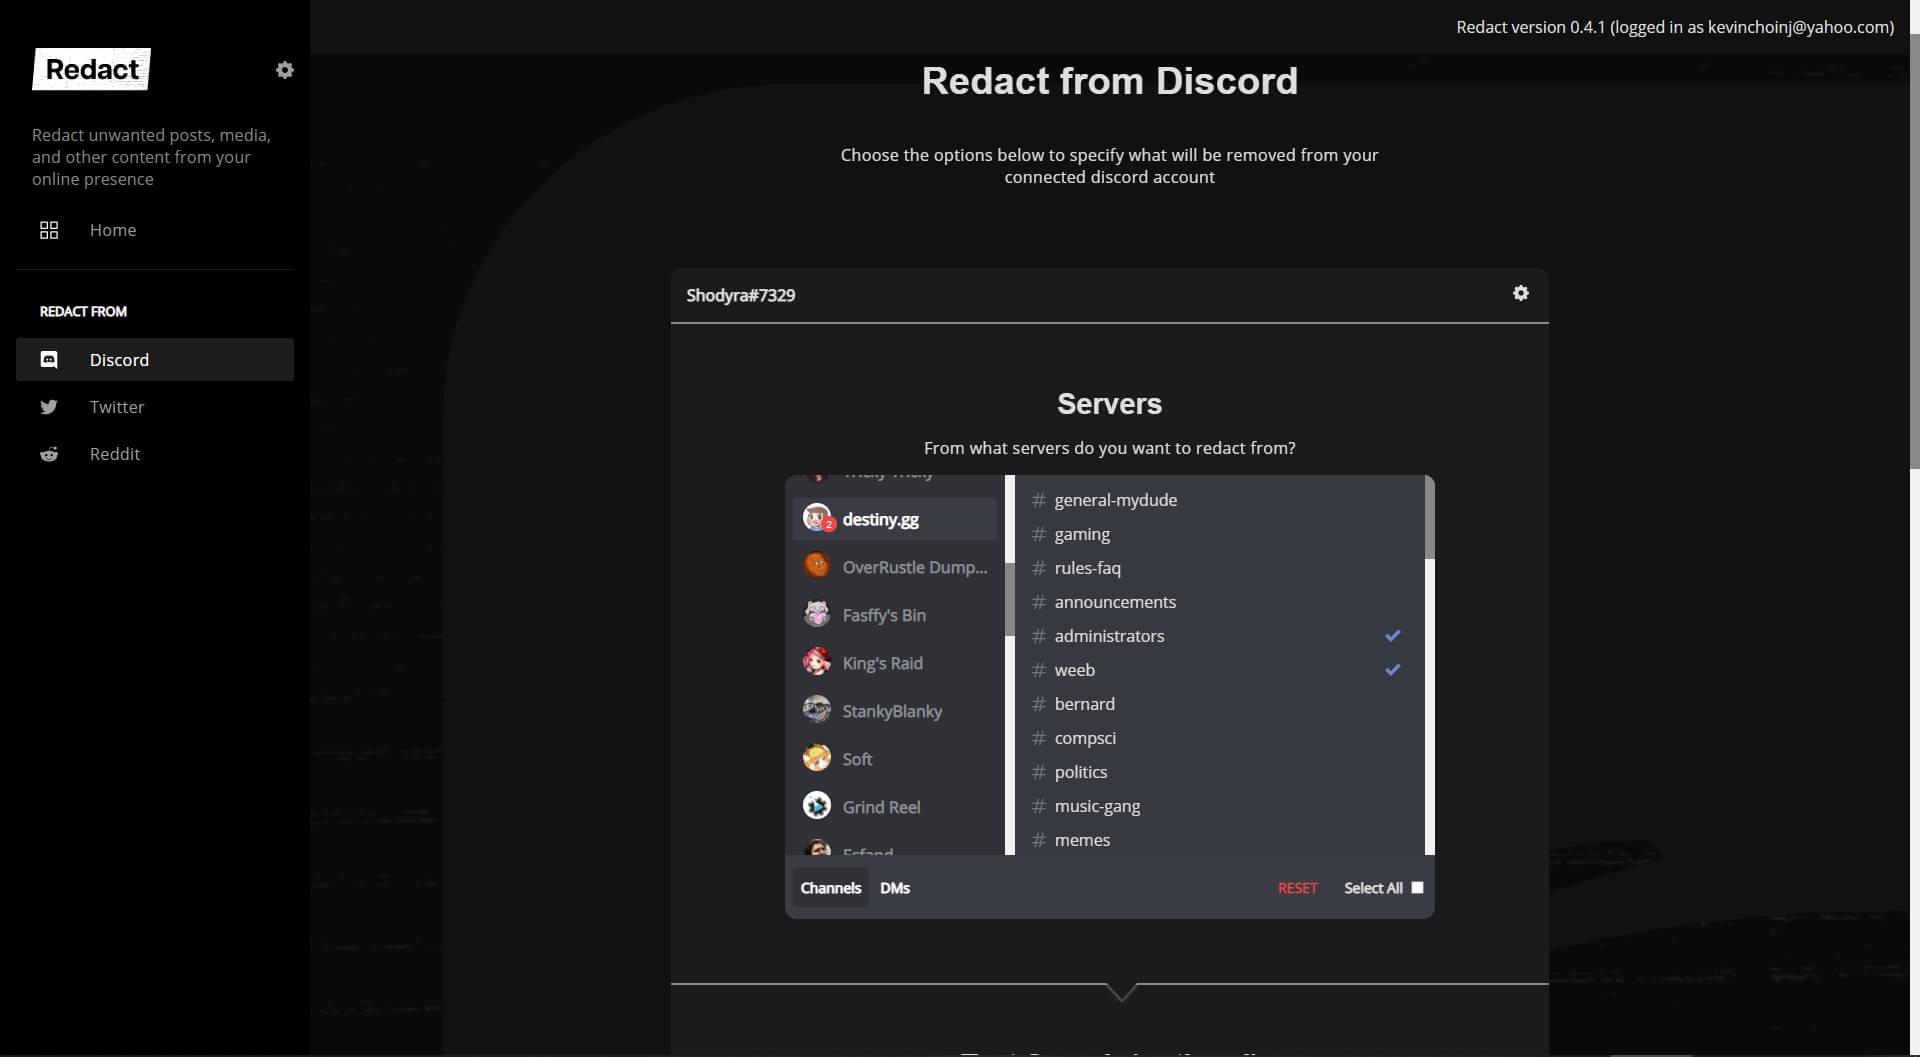 Redact
Redact unwanted posts, media,
and other content from your
online presence
Home
REDACT FROM
Discord
Twitter
Reddit
Redact version 0.4.1 (logged in as kevinchoinj@yahoo.com)
Redact from Discord
Choose the options below to specify what will be removed from your
connected discord account
Shodyra#7329
Servers
From what servers do you want to redact from?
2
destiny.gg
OverRustle Dump...
Fasffy's Bin
King's Raid
StankyBlanky
Soft
Grind Reel
# general-mydude
# gaming
# rules-faq
# announcements
# administrators
# weeb
# bernard
# compsci
# politics
# music-gang
# memes
Channels
DMs
RESET
Select All